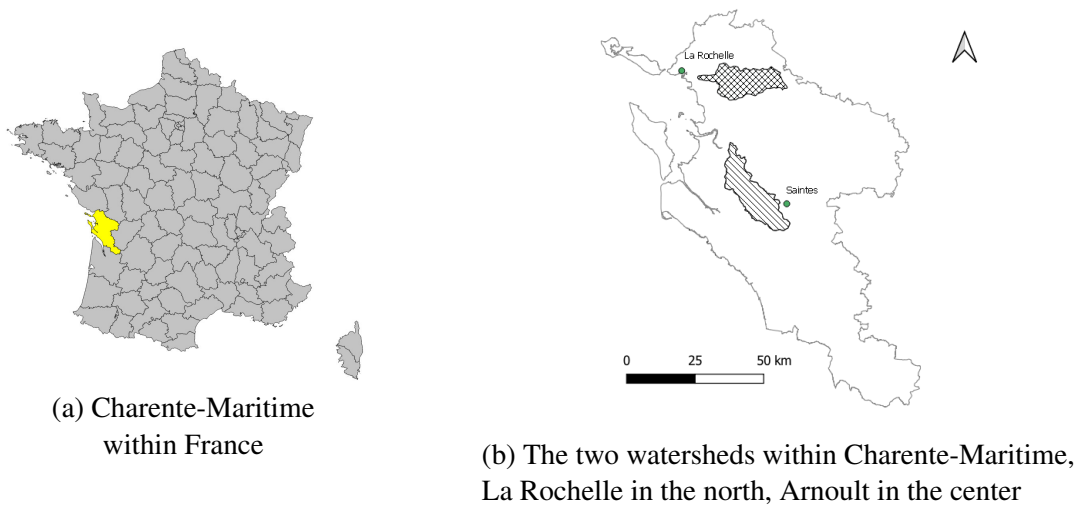 La Rochelle
Saintes
0 25 50 km
(a) Charente-Maritime
within France
(b) The two watersheds within Charente-Maritime,
La Rochelle in the north, Arnoult in the center